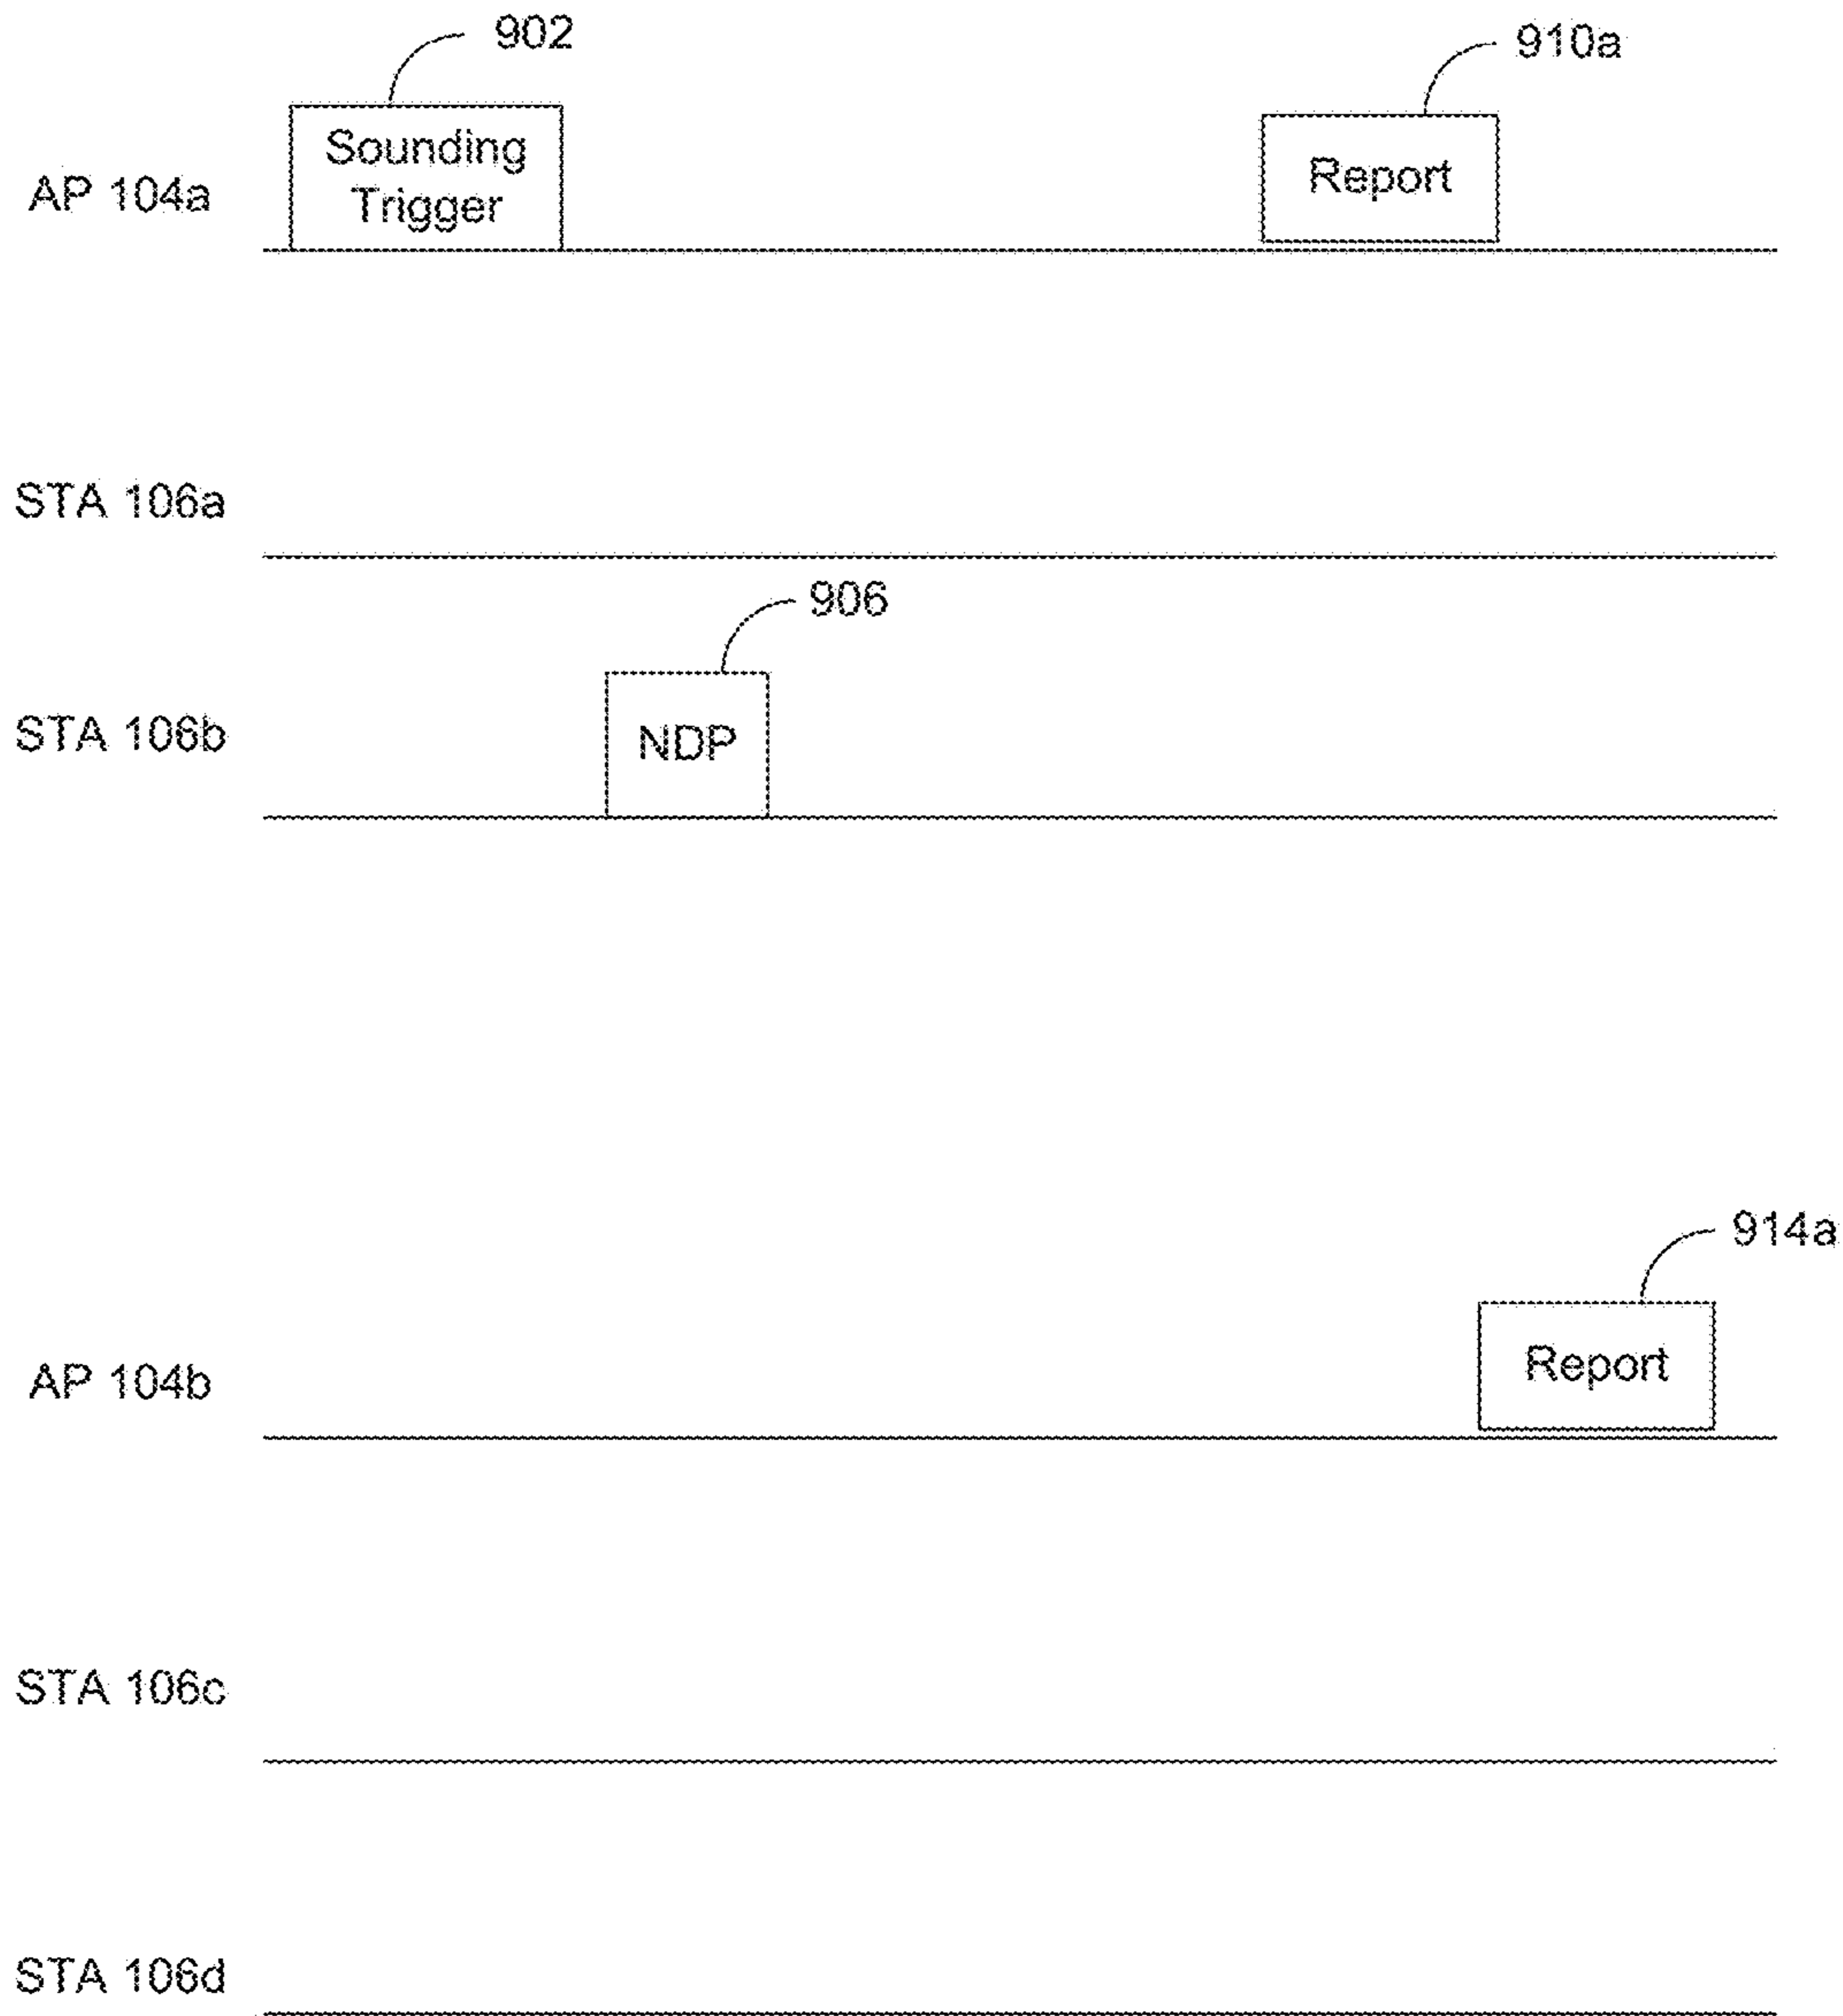 902
910a
Sounding
Trigger
Report
AP 104a
STA 106a
906
STA 106b
NDP
914a
AP 104b
Report
STA 106c
STA 106d